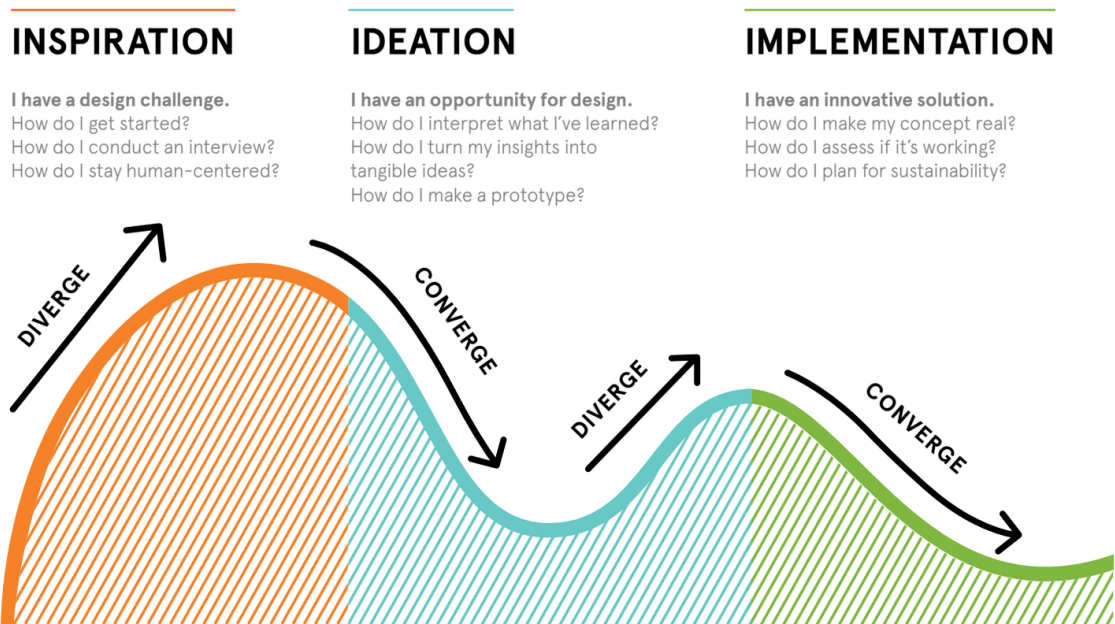 INSPIRATION
I have a design challenge.
How do I get started?
How do I conduct an interview?
How do I stay human-centered?
IDEATION
I have an opportunity for design.
How do I interpret what I’ve learned?
How do I turn my insights into
tangible ideas?
How do I make a prototype?
IMPLEMENTATION
I have an innovative solution.
How do I make my concept real?
How do I assess if it’s working?
How do I plan for sustainability?
DIVERGE
CONVERGE
DIVERGE
CONVERGE